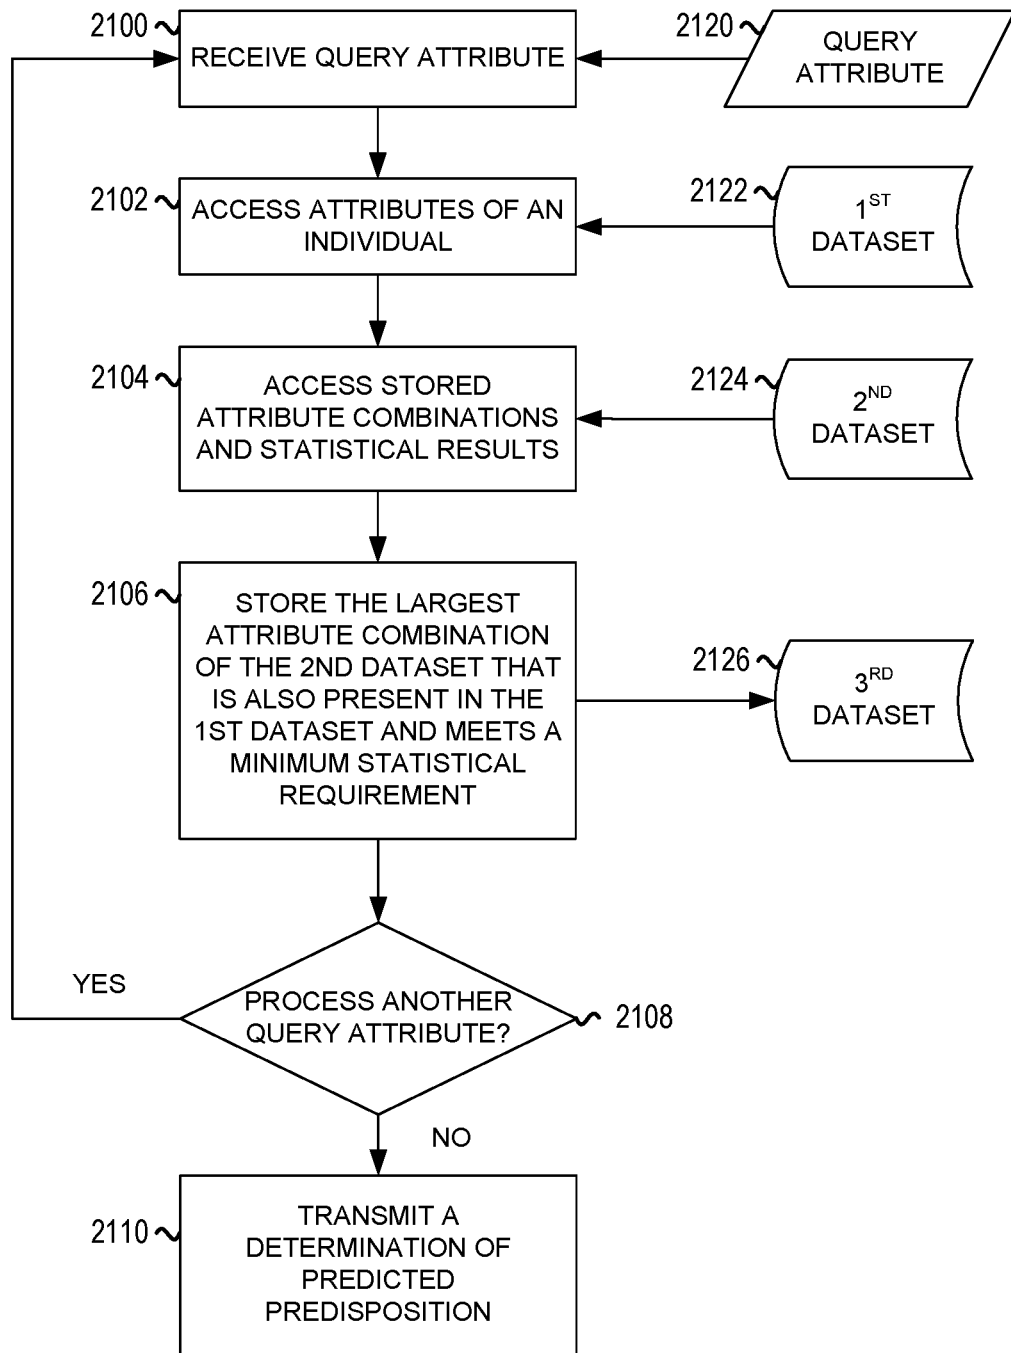 2100
RECEIVE QUERY ATTRIBUTE
2120
QUERY
ATTRIBUTE
2102
ACCESS ATTRIBUTES OF AN
INDIVIDUAL
2122
1ST
DATASET
2104
ACCESS STORED
ATTRIBUTE COMBINATIONS
AND STATISTICAL RESULTS
2124
2ND
DATASET
2106
STORE THE LARGEST
ATTRIBUTE COMBINATION
OF THE 2ND DATASET THAT
IS ALSO PRESENT IN THE
1ST DATASET AND MEETS A
MINIMUM STATISTICAL
REQUIREMENT
2126
3RD
DATASET
YES
PROCESS ANOTHER
QUERY ATTRIBUTE?
2108
NO
2110
TRANSMIT A
DETERMINATION OF
PREDICTED
PREDISPOSITION